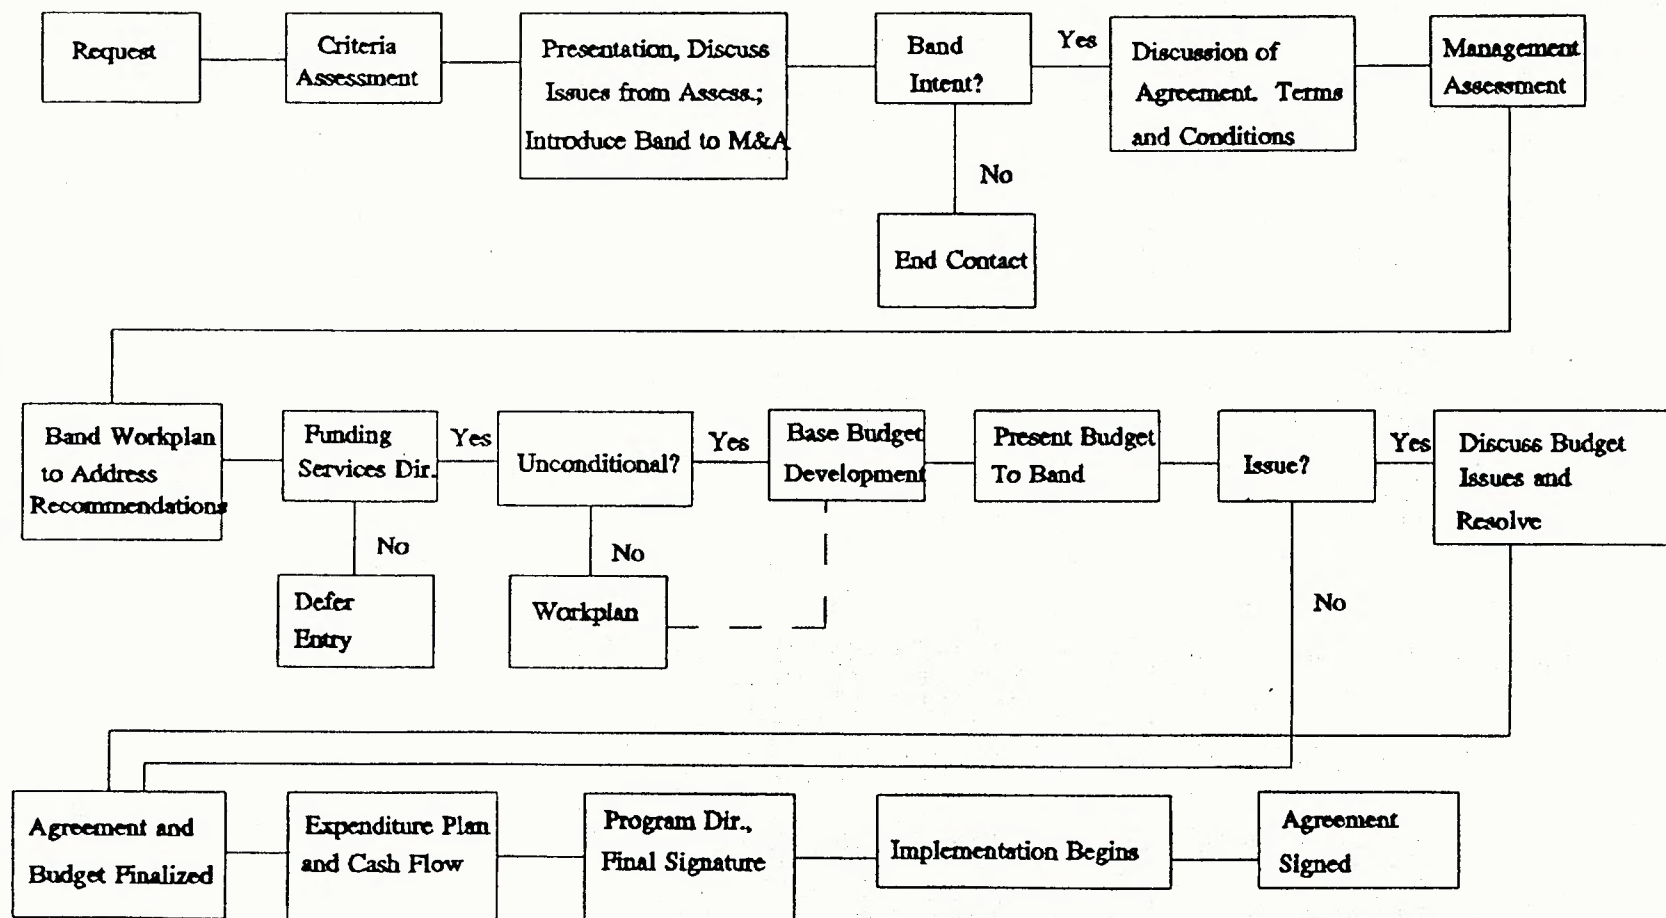 Request
Criteria
Assessment
Presentation, Discuss
Issues from Assess.;
Introduce Band to M&A
Band
Intent?
Yes
Discussion of
Agreement. Terms
and Conditions
Management
Assessment
No
End Contact
Band Workplan
to Address
Recommendations
Funding
Services Dir.
Yes
Unconditional?
Yes
Base Budget
Development
Present Budget
To Band
Issue?
Yes
Discuss Budget
Issues and
Resolve
No
No
No
Defer
Entry
Workplan
Agreement and
Budget Finalized
Expenditure Plan
and Cash Flow
Program Dir.,
Final Signature
Implementation Begins
Agreement
Signed